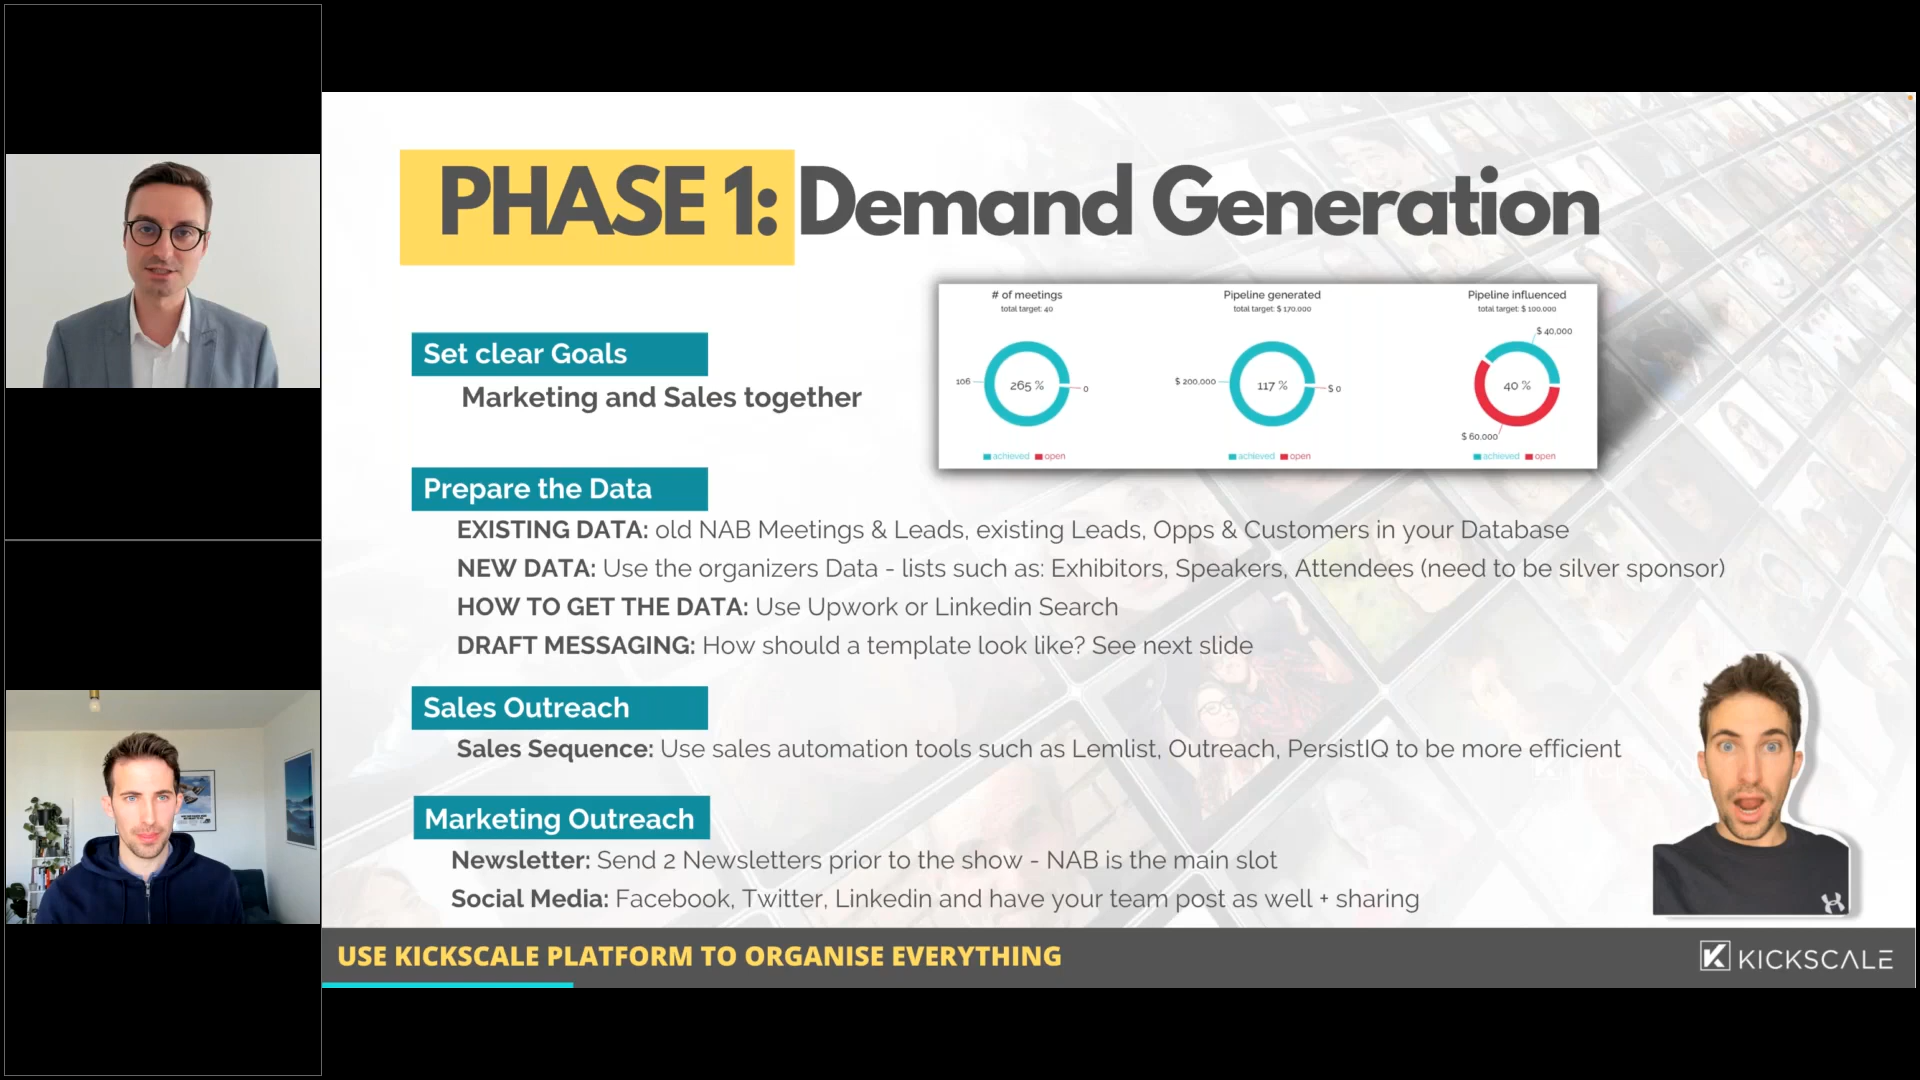 PHASE 1: Demand Generation
# of meetings
total target: 40
106
265 %
0
achieved open
Pipeline generated
total target: $ 170.000
$ 200.000
117 %
$ 0
achieved open
Pipeline influenced
total target: $ 100.000
$ 40.000
40 %
$ 60.000
achieved open
Set clear Goals
Marketing and Sales together
Prepare the Data
EXISTING DATA: old NAB Meetings & Leads, existing Leads, Opps & Customers in your Database
NEW DATA: Use the organizers Data - lists such as: Exhibitors, Speakers, Attendees (need to be silver sponsor)
HOW TO GET THE DATA: Use Upwork or Linkedin Search
DRAFT MESSAGING: How should a template look like? See next slide
Sales Outreach
Sales Sequence: Use sales automation tools such as Lemlist, Outreach, PersistIQ to be more efficient
Marketing Outreach
Newsletter: Send 2 Newsletters prior to the show - NAB is the main slot
Social Media: Facebook, Twitter, Linkedin and have your team post as well + sharing
USE KICKSCALE PLATFORM TO ORGANISE EVERYTHING
KICKSCALE